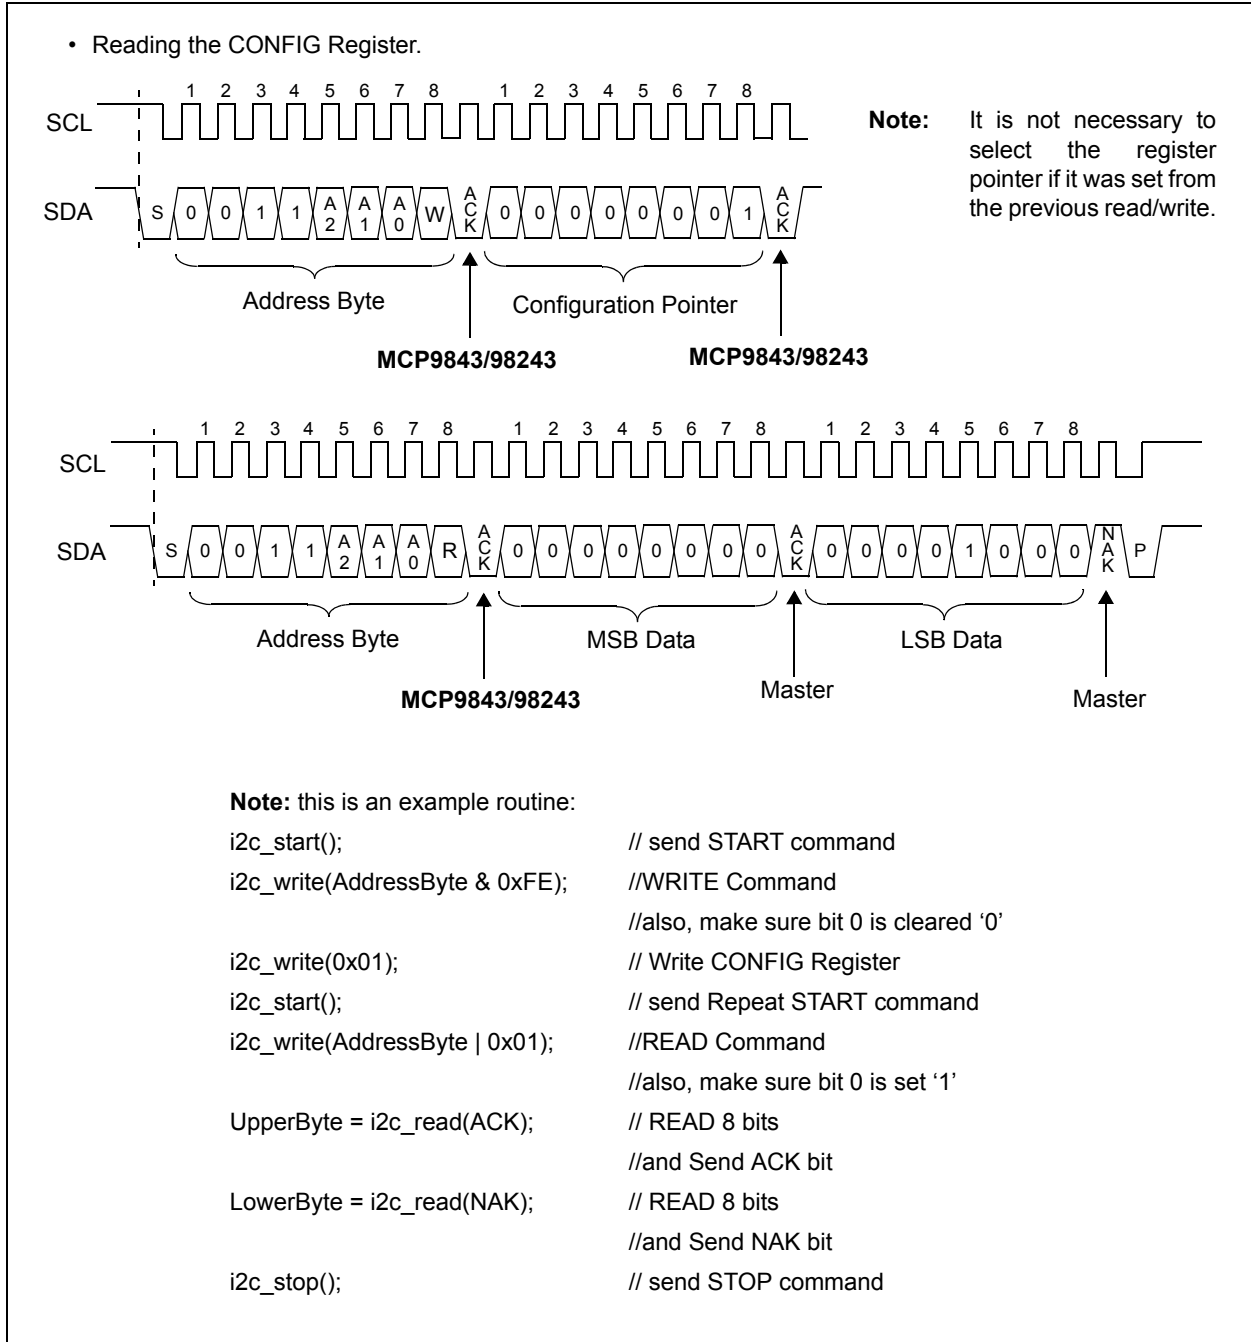 • Reading the CONFIG Register.
1 2 3 4 5 6 7 8 1 2 3 4 5 6 7 8
SCL
SDA
S 0 0 1 1 A2 A1 A0 W ACK 0 0 0 0 0 0 0 1 ACK
Address Byte Configuration Pointer
MCP9843/98243 MCP9843/98243
Note: It is not necessary to
select the register
pointer if it was set from
the previous read/write.
1 2 3 4 5 6 7 8 1 2 3 4 5 6 7 8 1 2 3 4 5 6 7 8
SCL
SDA
S 0 0 1 1 A2 A1 A0 R ACK 0 0 0 0 0 0 0 0 ACK 0 0 0 0 1 0 0 0 NAK P
Address Byte MSB Data LSB Data
MCP9843/98243 Master Master
Note: this is an example routine:
i2c_start(); // send START command
i2c_write(AddressByte & 0xFE); //WRITE Command
//also, make sure bit 0 is cleared ‘0’
i2c_write(0x01); // Write CONFIG Register
i2c_start(); // send Repeat START command
i2c_write(AddressByte | 0x01); //READ Command
//also, make sure bit 0 is set ‘1’
UpperByte = i2c_read(ACK); // READ 8 bits
//and Send ACK bit
LowerByte = i2c_read(NAK); // READ 8 bits
//and Send NAK bit
i2c_stop(); // send STOP command